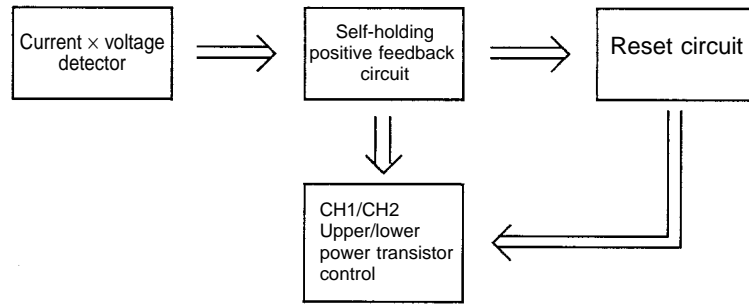 Current × voltage
detector
Self-holding
positive feedback
circuit
Reset circuit
CH1/CH2
Upper/lower
power transistor
control